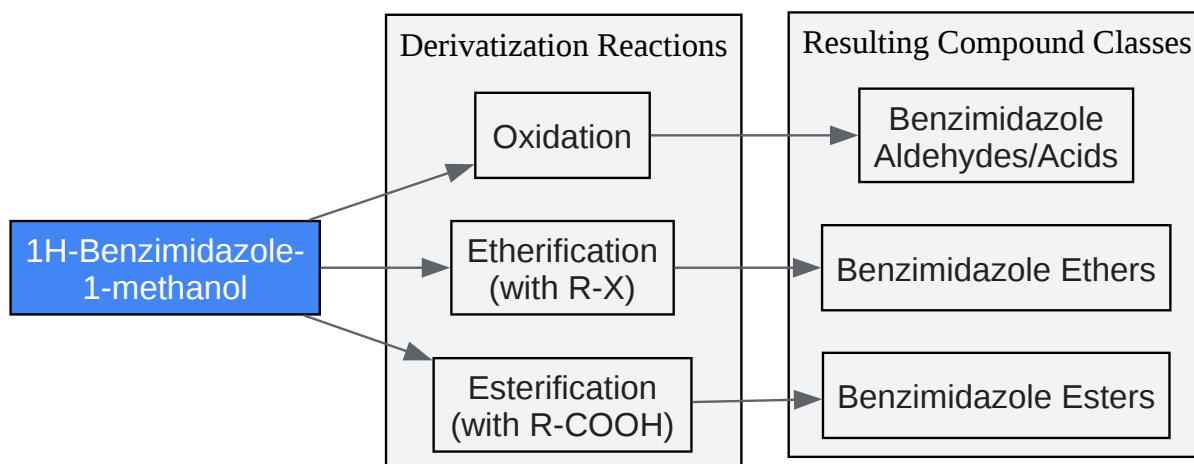 Derivatization Reactions
Resulting Compound Classes
1H-Benzimidazole-
1-methanol
Oxidation
Benzimidazole
Aldehydes/Acids
Etherification
(with R-X)
Benzimidazole Ethers
Esterification
(with R-COOH)
Benzimidazole Esters